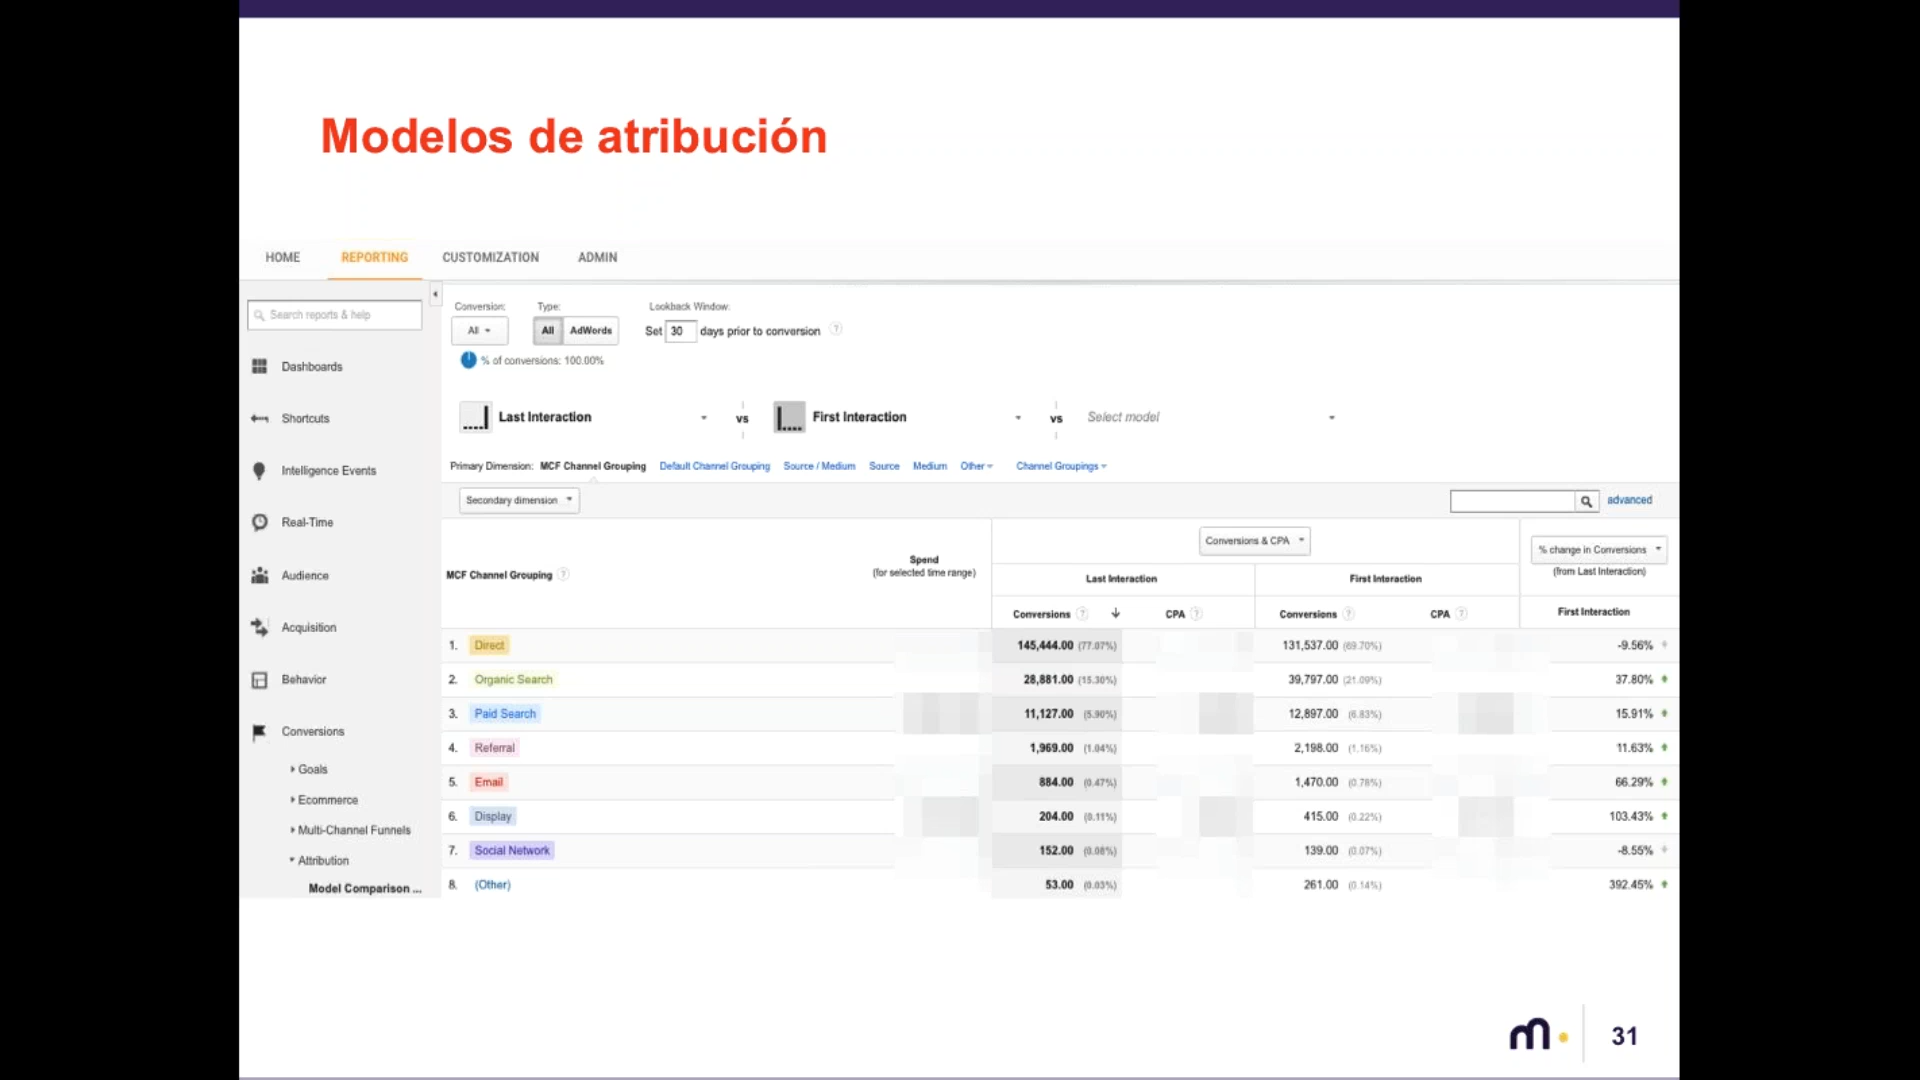 Modelos de atribución
HOME REPORTING CUSTOMIZATION ADMIN
Search reports & help
Dashboards
Shortcuts
Intelligence Events
Real-Time
Audience
Acquisition
Behavior
Conversions
Goals
Ecommerce
Multi-Channel Funnels
Attribution
Model Comparison ...
Conversion: Type: Lookback Window:
All All AdWords Set 30 days prior to conversion ?
% of conversions: 100.00%
Last Interaction vs First Interaction vs Select model
Primary Dimension: MCF Channel Grouping Default Channel Grouping Source / Medium Source Medium Other Channel Groupings
Secondary dimension advanced
MCF Channel Grouping ? Spend (for selected time range) Conversions & CPA % change in Conversions (from Last Interaction)
Last Interaction First Interaction First Interaction
Conversions ? CPA ? Conversions ? CPA ?
1. Direct 145,444.00 (77.07%) 131,537.00 (69.70%) -9.56%
2. Organic Search 28,881.00 (15.30%) 39,797.00 (21.09%) 37.80%
3. Paid Search 11,127.00 (5.90%) 12,897.00 (6.83%) 15.91%
4. Referral 1,969.00 (1.04%) 2,198.00 (1.16%) 11.63%
5. Email 884.00 (0.47%) 1,470.00 (0.78%) 66.29%
6. Display 204.00 (0.11%) 415.00 (0.22%) 103.43%
7. Social Network 152.00 (0.08%) 139.00 (0.07%) -8.55%
8. (Other) 53.00 (0.03%) 261.00 (0.14%) 392.45%
m
31